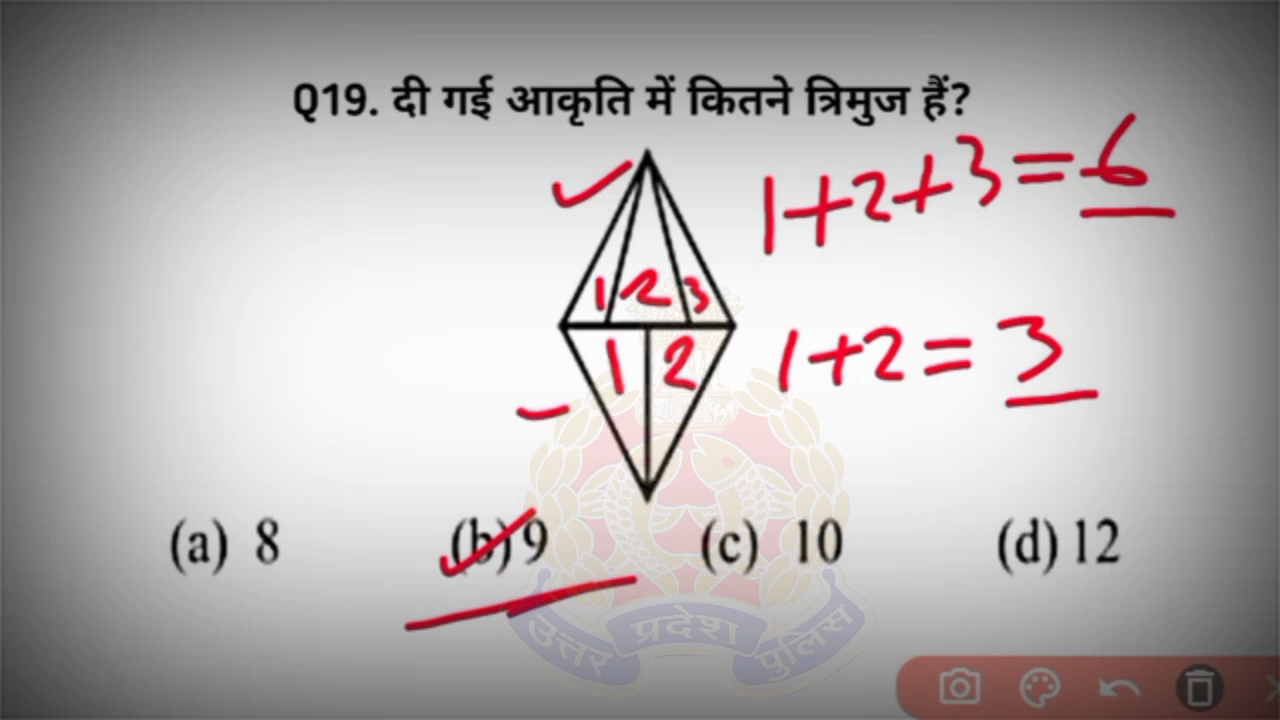 Q19. दी गई आकृति में कितने त्रिमुज हैं?
1+2+3=6
1 2 3
1 2
1+2=3
(a) 8 (b) 9 (c) 10 (d) 12
उत्तर प्रदेश पुलिस